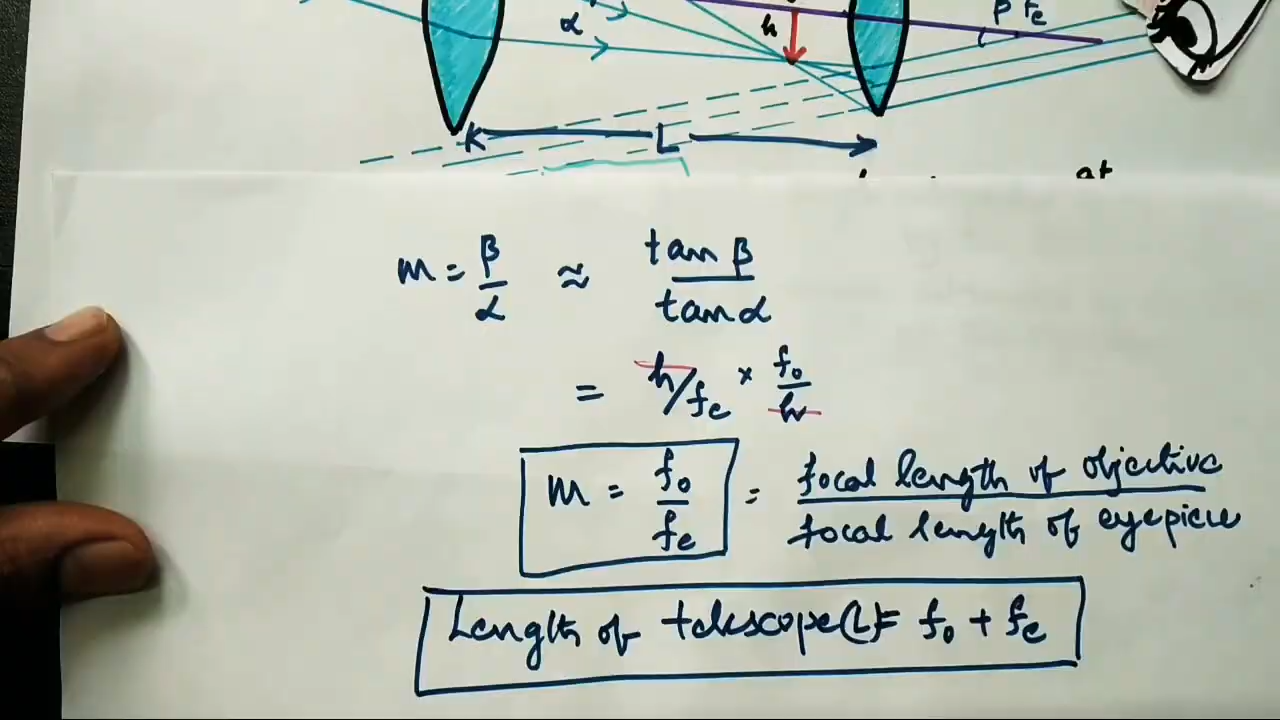 α h β fe
K L
at
m = β/α ≈ tan β / tan α
= h/fe × fo/h
m = fo/fe = focal length of objective / focal length of eyepiece
Length of telescope (L) = fo + fe